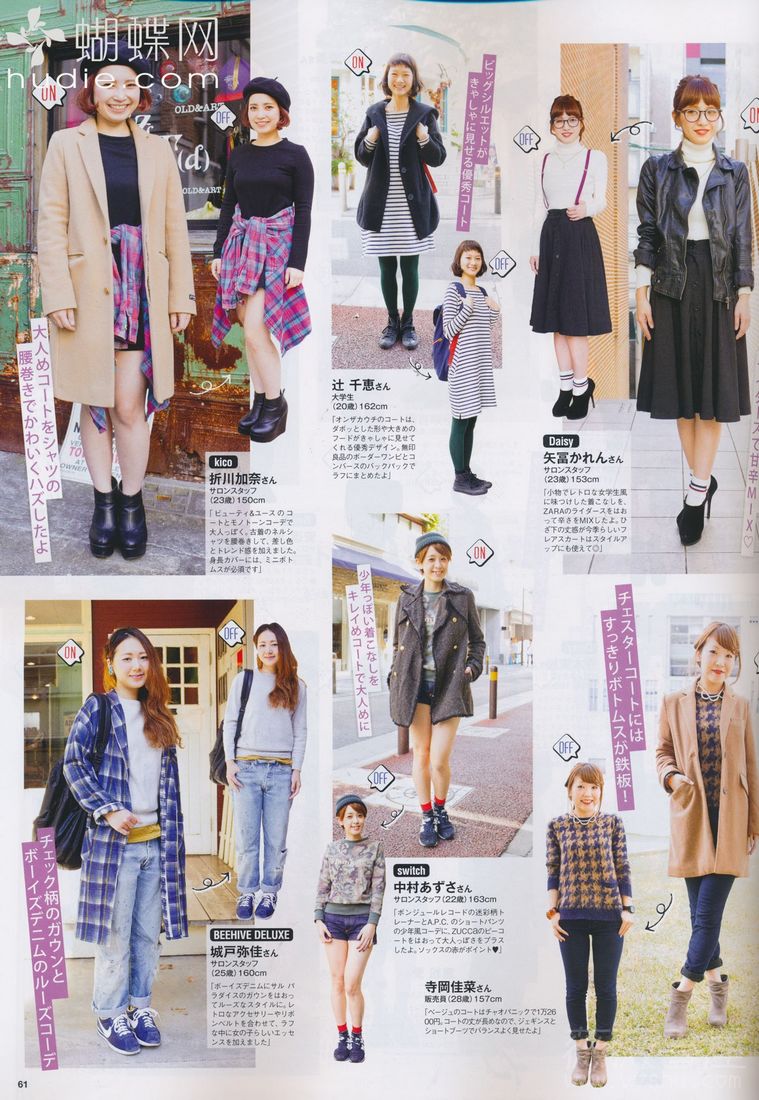 蝴蝶网
hudie.com
ON
OFF
OLD&ART
OLD&ART
大人めコートをシャツの
腰巻きでかわいくハズしたよ
kico
折川加奈さん
サロンスタッフ
(23歳)150cm
「ビューティ&ユースのコ
ートとモノトーンコーデで
大人っぽく。古着のネルシ
ャツを腰巻きして、差し色
とトレンド感を加えました。
身長カバーには、ミニボト
ムスが必須です」
ON
ビッグシルエットが
きゃしゃに見せる優秀コート
OFF
辻 千恵さん
大学生
(20歳)162cm
「オンザカウチのコートは、
ダボッとした形や大きめの
フードがきゃしゃに見せて
くれる優秀デザイン。無印
良品のボーダーワンピとコ
ンバースのバックパックで
ラフにまとめたよ」
OFF
ON
で甘辛MIX♡
Daisy
矢冨かれんさん
サロンスタッフ
(23歳)153cm
「小物でレトロな女学生風
に味つけした着こなしを、
ZARAのライダースをはお
って辛さをMIXしたよ。ひ
ざ下の丈感が今季らしいフ
レアスカートはスタイルア
ップにも使えて◎」
ON
OFF
チェック柄のガウンと
ボーイズデニムのルーズコーデ
BEEHIVE DELUXE
城戸弥佳さん
サロンスタッフ
(25歳)160cm
「ボーイズデニムにサル パ
ラダイスのガウンをはおっ
てルーズなスタイルに。レ
トロなアクセサリーやリボ
ンベルトを合わせて、ラフ
な中に女の子らしいエッセ
ンスを加えました」
ON
少年っぽい着こなしを
キレイめコートで大人めに
OFF
switch
中村あずささん
サロンスタッフ(22歳)163cm
「ボンジュールレコードの迷彩柄ト
レーナーとA.P.C.のショートパンツ
の少年風コーデに、ZUCCaのピーコ
ートをはおって大人っぽさをプラス
したよ。ソックスの赤がポイント♥」
チェスターコートには
すっきりボトムスが鉄板!
OFF
寺岡佳菜さん
販売員(28歳)157cm
「ベージュのコートはチャオパニックで1万26
00円。コートの丈が長めなので、ジェギンスと
ショートブーツでバランスよく見せたよ」
61